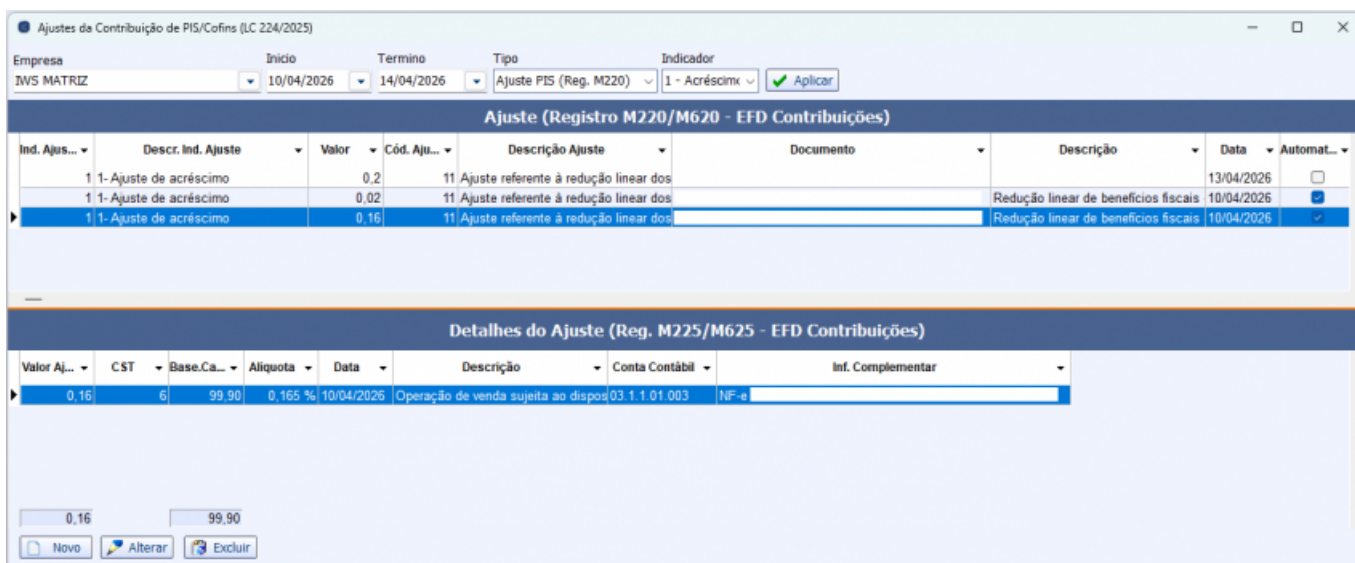 Ajustes da Contribuição de PIS/Cofins (LC 224/2025)
Empresa Inicio Termino Tipo Indicador
IWS MATRIZ 10/04/2026 14/04/2026 Ajuste PIS (Reg. M220) 1 - Acréscimo Aplicar
Ajuste (Registro M220/M620 - EFD Contribuições)
Ind. Ajus... Descr. Ind. Ajuste Valor Cód. Aju... Descrição Ajuste Documento Descrição Data Automat...
1 1- Ajuste de acréscimo 0,2 11 Ajuste referente à redução linear dos 13/04/2026
1 1- Ajuste de acréscimo 0,02 11 Ajuste referente à redução linear dos Redução linear de benefícios fiscais 10/04/2026
1 1- Ajuste de acréscimo 0,16 11 Ajuste referente à redução linear dos Redução linear de benefícios fiscais 10/04/2026
Detalhes do Ajuste (Reg. M225/M625 - EFD Contribuições)
Valor Aj... CST Base.Ca... Aliquota Data Descrição Conta Contábil Inf. Complementar
0,16 6 99,90 0,165 % 10/04/2026 Operação de venda sujeita ao dispos 03.1.1.01.003 NF-e
0,16 99,90
Novo Alterar Excluir